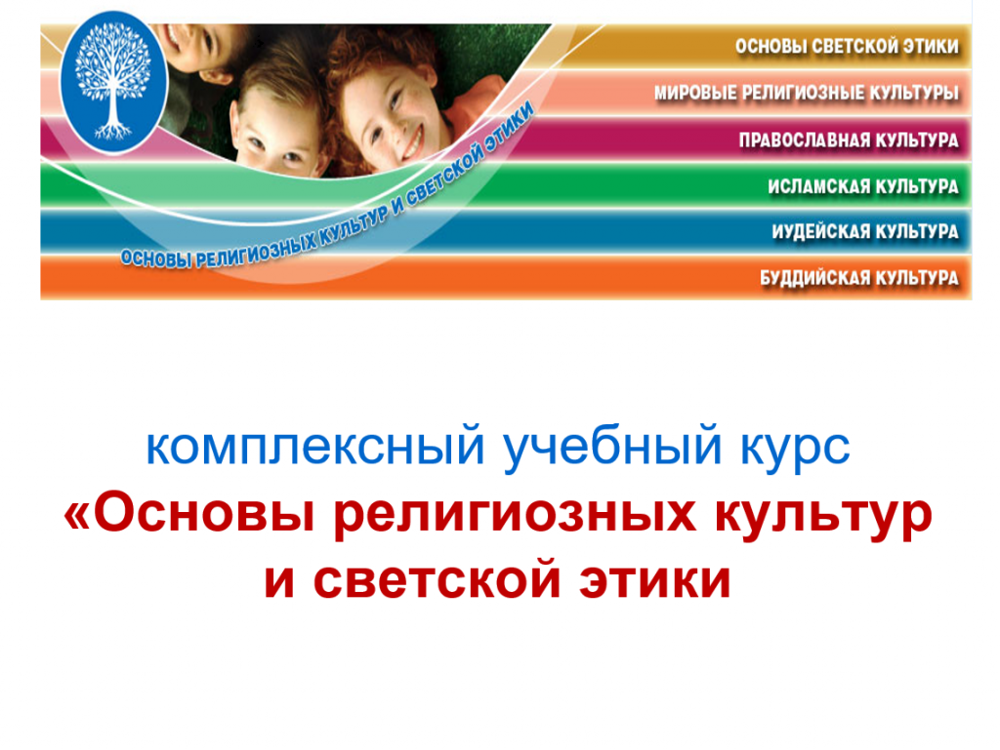 ОСНОВЫ СВЕТСКОЙ ЭТИКИ
МИРОВЫЕ РЕЛИГИОЗНЫЕ КУЛЬТУРЫ
ПРАВОСЛАВНАЯ КУЛЬТУРА
ИСЛАМСКАЯ КУЛЬТУРА
ИУДЕЙСКАЯ КУЛЬТУРА
БУДДИЙСКАЯ КУЛЬТУРА
ОСНОВЫ РЕЛИГИОЗНЫХ КУЛЬТУР И СВЕТСКОЙ ЭТИКИ
комплексный учебный курс
«Основы религиозных культур
и светской этики